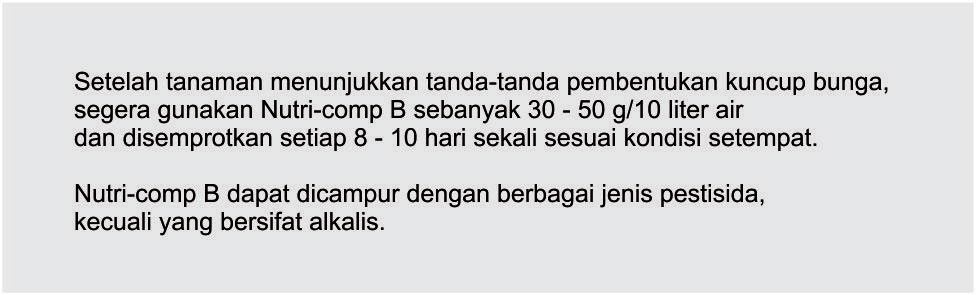 Setelah tanaman menunjukkan tanda-tanda pembentukan kuncup bunga,
segera gunakan Nutri-comp B sebanyak 30 - 50 g/10 liter air
dan disemprotkan setiap 8 - 10 hari sekali sesuai kondisi setempat.
Nutri-comp B dapat dicampur dengan berbagai jenis pestisida,
kecuali yang bersifat alkalis.